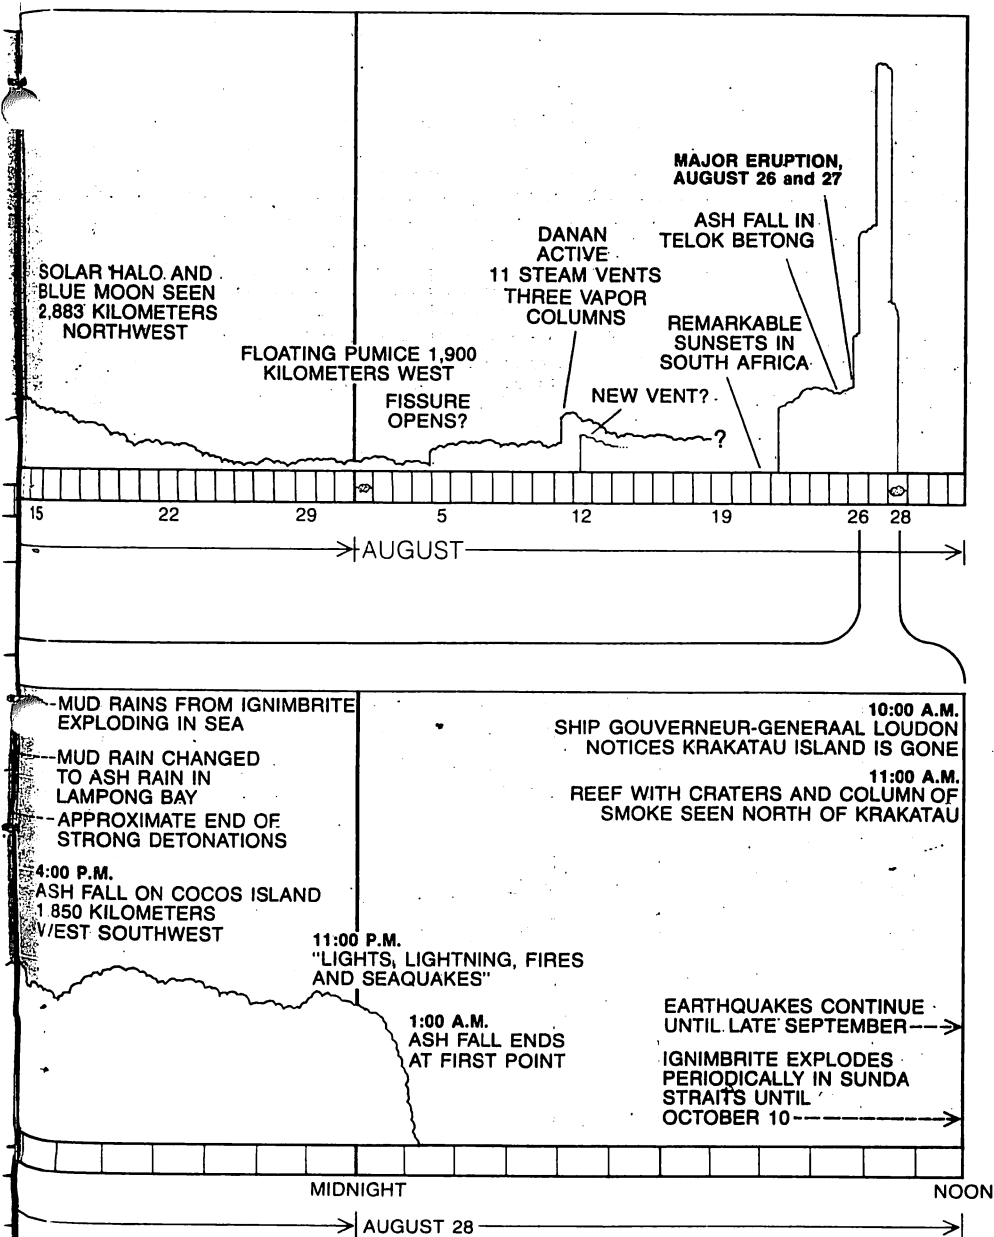 MAJOR ERUPTION,
AUGUST 26 and 27
ASH FALL IN
TELOK BETONG
DANAN
ACTIVE
11 STEAM VENTS
THREE VAPOR
COLUMNS
SOLAR HALO AND
BLUE MOON SEEN
2,883 KILOMETERS
NORTHWEST
REMARKABLE
SUNSETS IN
SOUTH AFRICA
FLOATING PUMICE 1,900
KILOMETERS WEST
FISSURE
OPENS?
NEW VENT?
?
15 22 29 5 12 19 26 28
AUGUST
MUD RAINS FROM IGNIMBRITE
EXPLODING IN SEA
MUD RAIN CHANGED
TO ASH RAIN IN
LAMPONG BAY
APPROXIMATE END OF
STRONG DETONATIONS
4:00 P.M.
ASH FALL ON COCOS ISLAND
1,850 KILOMETERS
WEST SOUTHWEST
10:00 A.M.
SHIP GOUVERNEUR-GENERAAL LOUDON
NOTICES KRAKATAU ISLAND IS GONE
11:00 A.M.
REEF WITH CRATERS AND COLUMN OF
SMOKE SEEN NORTH OF KRAKATAU
11:00 P.M.
"LIGHTS, LIGHTNING, FIRES
AND SEAQUAKES"
1:00 A.M.
ASH FALL ENDS
AT FIRST POINT
EARTHQUAKES CONTINUE
UNTIL LATE SEPTEMBER
IGNIMBRITE EXPLODES
PERIODICALLY IN SUNDA
STRAITS UNTIL
OCTOBER 10
MIDNIGHT NOON
AUGUST 28